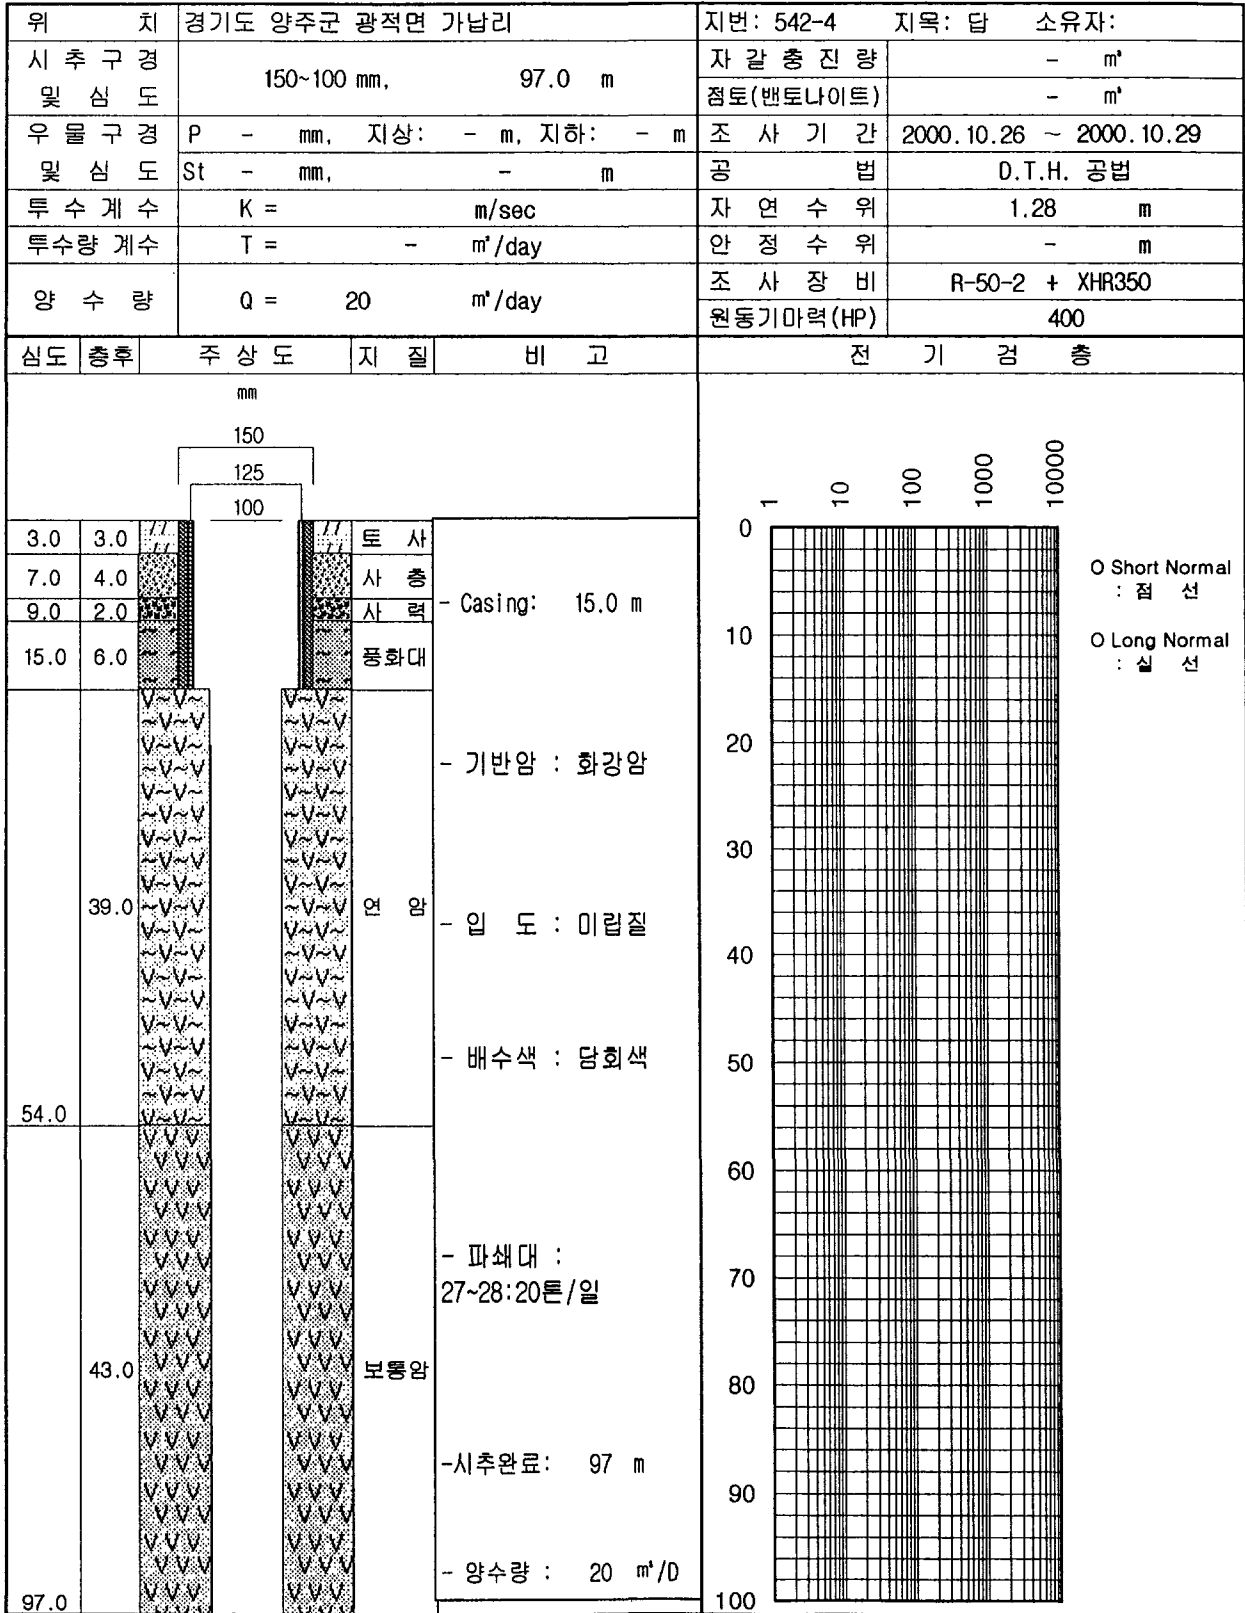 위 치 경기도 양주군 광적면 가납리 지번: 542-4 지목: 답 소유자:
시 추 구 경 및 심 도 150~100 mm, 97.0 m
자 갈 충 진 량 - m³
점토(밴토나이트) - m³
우 물 구 경 및 심 도 P - mm, 지상: - m, 지하: - m
St - mm, - m
조 사 기 간 2000.10.26 ~ 2000.10.29
공 법 D.T.H. 공법
투 수 계 수 K = m/sec
자 연 수 위 1.28 m
투수량 계수 T = - m³/day
안 정 수 위 - m
양 수 량 Q = 20 m³/day
조 사 장 비 R-50-2 + XHR350
원동기마력(HP) 400
심도 층후 주 상 도 지 질 비 고 전 기 검 층
mm
150
125
100
3.0 3.0 토 사
7.0 4.0 사 층
9.0 2.0 사 력
15.0 6.0 풍화대
39.0 연 암
54.0
43.0 보통암
97.0
- Casing: 15.0 m
- 기반암 : 화강암
- 입 도 : 미립질
- 배수색 : 담회색
- 파쇄대 :
27~28:20톤/일
-시추완료: 97 m
- 양수량 : 20 m³/D
1 10 100 1000 10000
0
10
20
30
40
50
60
70
80
90
100
O Short Normal
: 점 선
O Long Normal
: 실 선